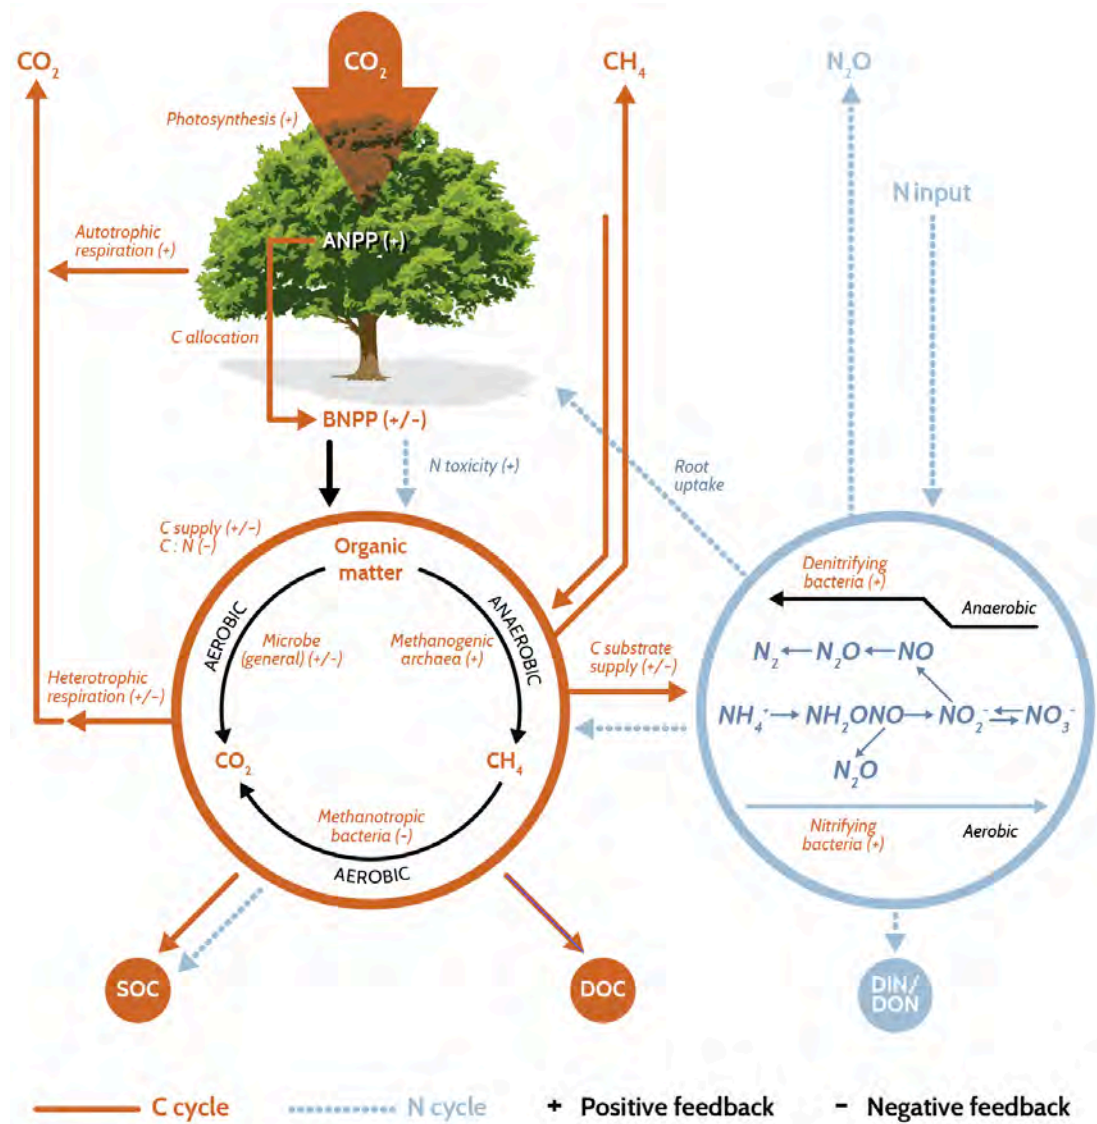 CO₂
CO₂
CH₄
N₂O
Photosynthesis (+)
N input
Autotrophic
respiration (+)
ANPP (+)
C allocation
BNPP (+/-)
N toxicity (+)
Root
uptake
C supply (+/-)
C : N (-)
Organic
matter
AEROBIC
ANAEROBIC
Microbe
(general) (+/-)
Methanogenic
archaea (+)
Heterotrophic
respiration (+/-)
C substrate
supply (+/-)
CO₂
CH₄
Methanotropic
bacteria (-)
AEROBIC
Denitrifying
bacteria (+)
Anaerobic
N₂ N₂O NO
NH₄⁺ NH₂ONO NO₂⁻ NO₃⁻
N₂O
Nitrifying
bacteria (+)
Aerobic
SOC
DOC
DIN/
DON
C cycle N cycle + Positive feedback - Negative feedback